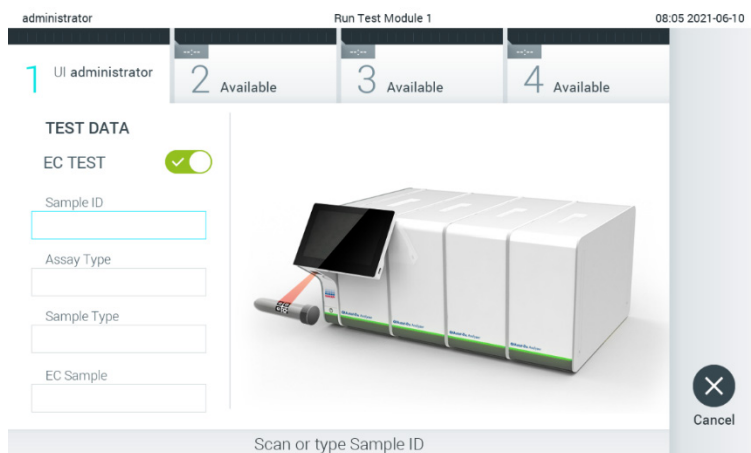 administrator Run Test Module 1 08:05 2021-06-10
--:-- --:-- --:--
1 UI administrator 2 Available 3 Available 4 Available
TEST DATA
EC TEST
Sample ID
Assay Type
Sample Type
EC Sample
Cancel
Scan or type Sample ID